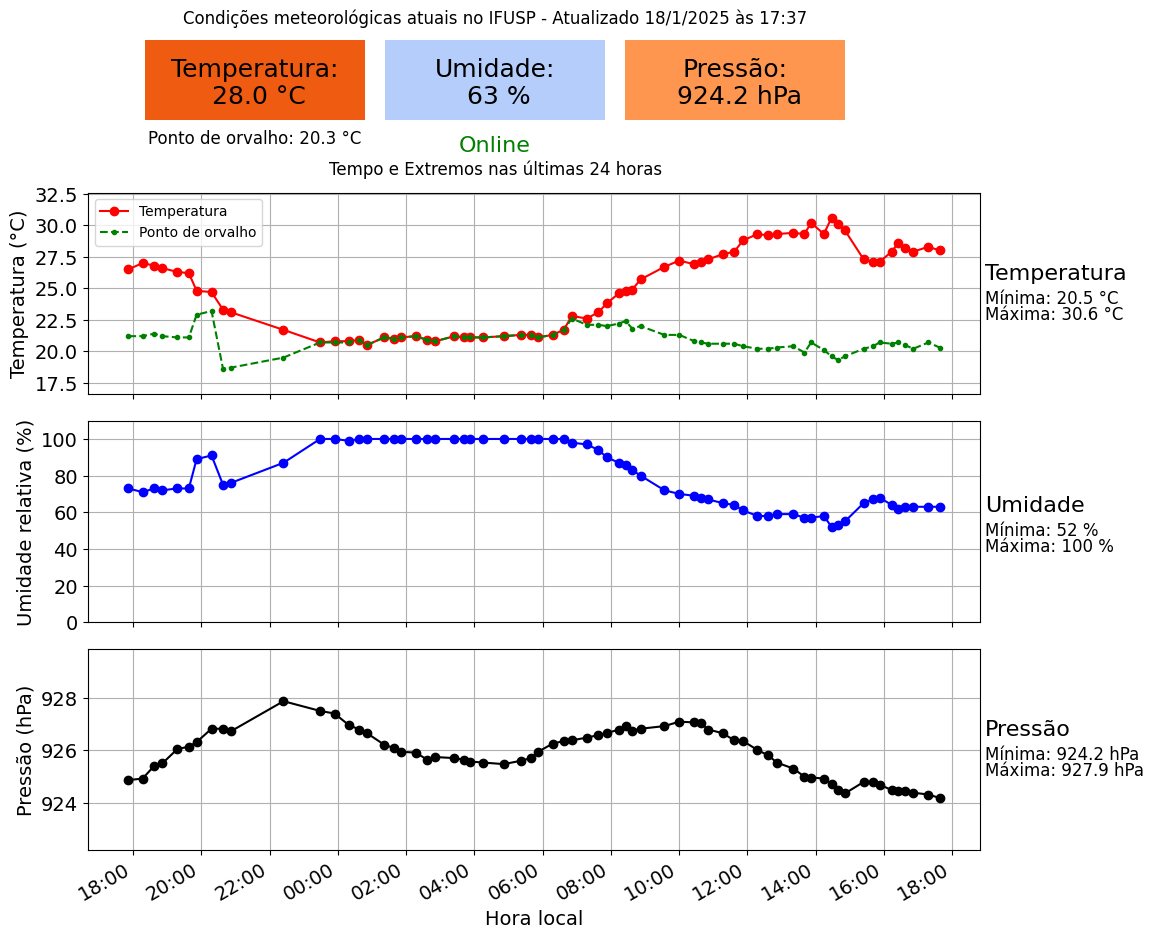 Condições meteorológicas atuais no IFUSP - Atualizado 18/1/2025 às 17:37
Temperatura:
28.0 °C
Umidade:
63 %
Pressão:
924.2 hPa
Ponto de orvalho: 20.3 °C
Online
Tempo e Extremos nas últimas 24 horas
Temperatura (°C)
32.5
30.0
27.5
25.0
22.5
20.0
17.5
Temperatura
Ponto de orvalho
Temperatura
Mínima: 20.5 °C
Máxima: 30.6 °C
Umidade relativa (%)
100
80
60
40
20
0
Umidade
Mínima: 52 %
Máxima: 100 %
Pressão (hPa)
928
926
924
Pressão
Mínima: 924.2 hPa
Máxima: 927.9 hPa
18:00
20:00
22:00
00:00
02:00
04:00
06:00
08:00
10:00
12:00
14:00
16:00
18:00
Hora local